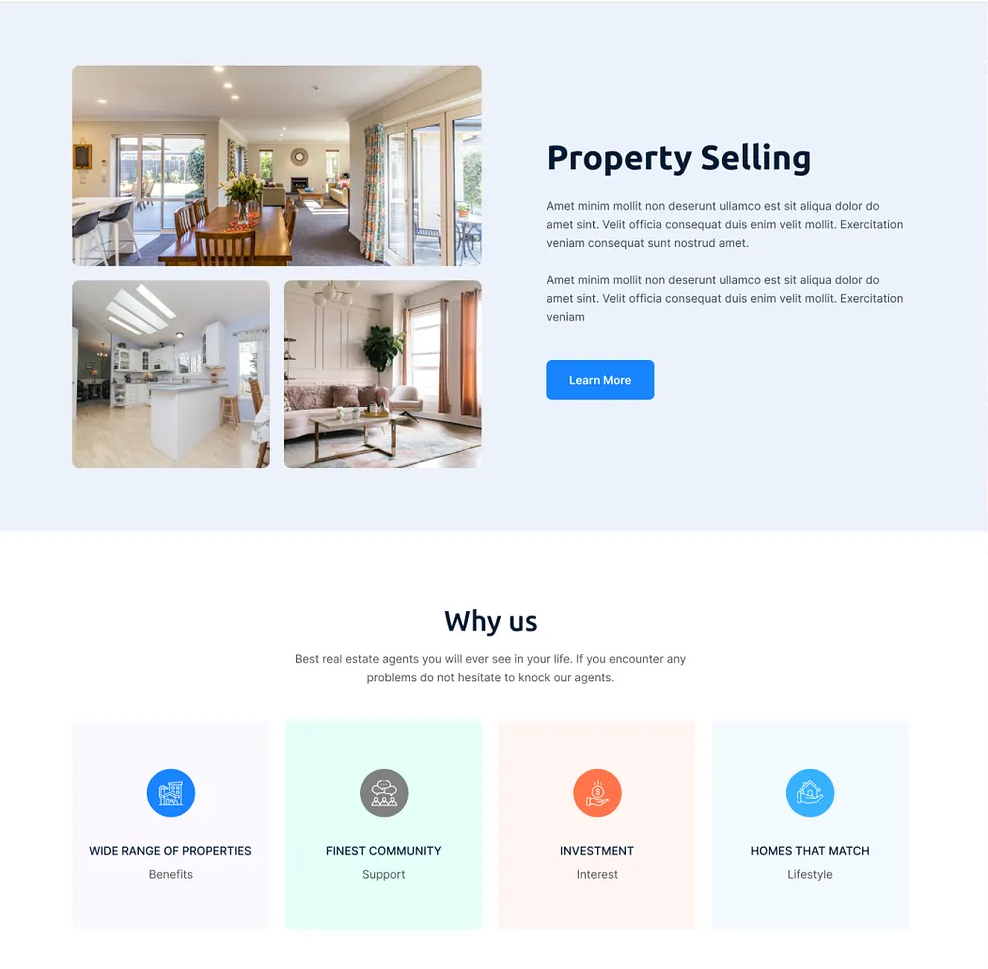 Property Selling
Amet minim mollit non deserunt ullamco est sit aliqua dolor do
amet sint. Velit officia consequat duis enim velit mollit. Exercitation
veniam consequat sunt nostrud amet.
Amet minim mollit non deserunt ullamco est sit aliqua dolor do
amet sint. Velit officia consequat duis enim velit mollit. Exercitation
veniam
Learn More
Why us
Best real estate agents you will ever see in your life. If you encounter any
problems do not hesitate to knock our agents.
WIDE RANGE OF PROPERTIES
Benefits
FINEST COMMUNITY
Support
INVESTMENT
Interest
HOMES THAT MATCH
Lifestyle